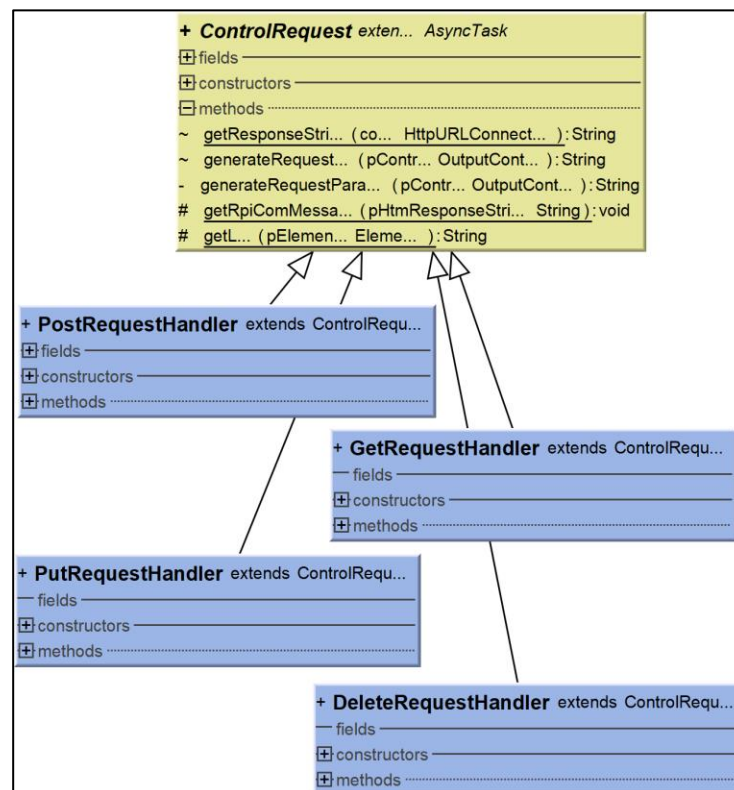 + ControlRequest exten... AsyncTask
+ fields
+ constructors
- methods
~ getResponseStri... (co... HttpURLConnect... ):String
~ generateRequest... (pContr... OutputCont... ):String
- generateRequestPara... (pContr... OutputCont... ):String
# getRpiComMessa... (pHtmResponseStri... String):void
# getL... (pElemen... Eleme... ):String
+ PostRequestHandler extends ControlRequ...
+ fields
+ constructors
+ methods
+ GetRequestHandler extends ControlRequ...
fields
+ constructors
+ methods
+ PutRequestHandler extends ControlRequ...
fields
+ constructors
+ methods
+ DeleteRequestHandler extends ControlRequ...
fields
+ constructors
+ methods